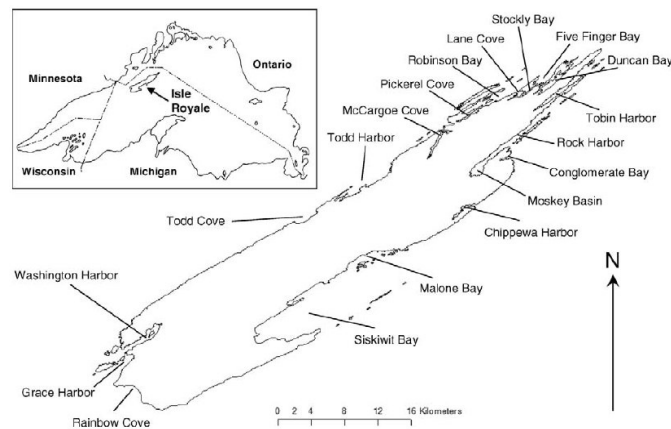 Minnesota
Ontario
Isle
Royale
Wisconsin
Michigan
Stockly Bay
Lane Cove
Five Finger Bay
Robinson Bay
Duncan Bay
Pickerel Cove
McCargoe Cove
Tobin Harbor
Todd Harbor
Rock Harbor
Conglomerate Bay
Moskey Basin
Todd Cove
Chippewa Harbor
Washington Harbor
Malone Bay
N
Siskiwit Bay
Grace Harbor
Rainbow Cove
0 2 4 8 12 16 Kilometers